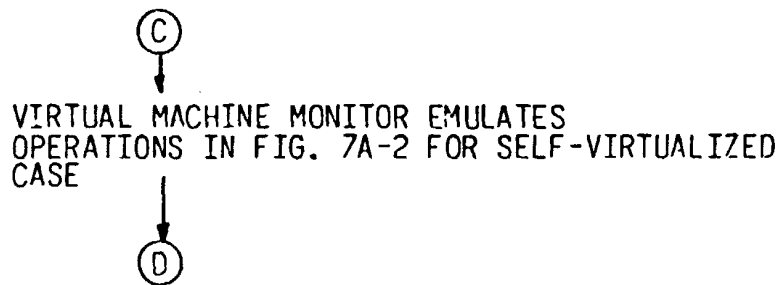 C
VIRTUAL MACHINE MONITOR EMULATES
OPERATIONS IN FIG. 7A-2 FOR SELF-VIRTUALIZED
CASE
D